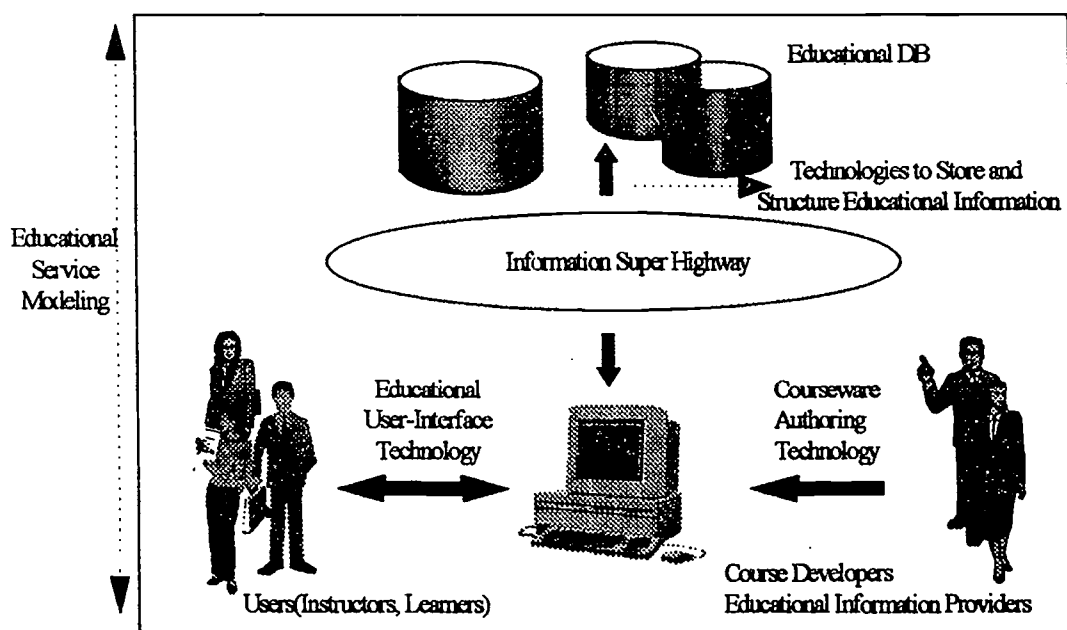 Educational DB
Technologies to Store and
Structure Educational Information
Information Super Highway
Educational
Service
Modeling
Educational
User-Interface
Technology
Courseware
Authoring
Technology
Users(Instructors, Learners)
Course Developers
Educational Information Providers